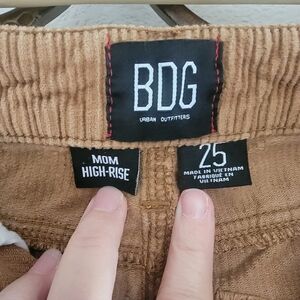 BDG
URBAN OUTFITTERS
MOM
HIGH-RISE
25
MADE IN VIETNAM
FABRIQUÉ EN
VIETNAM